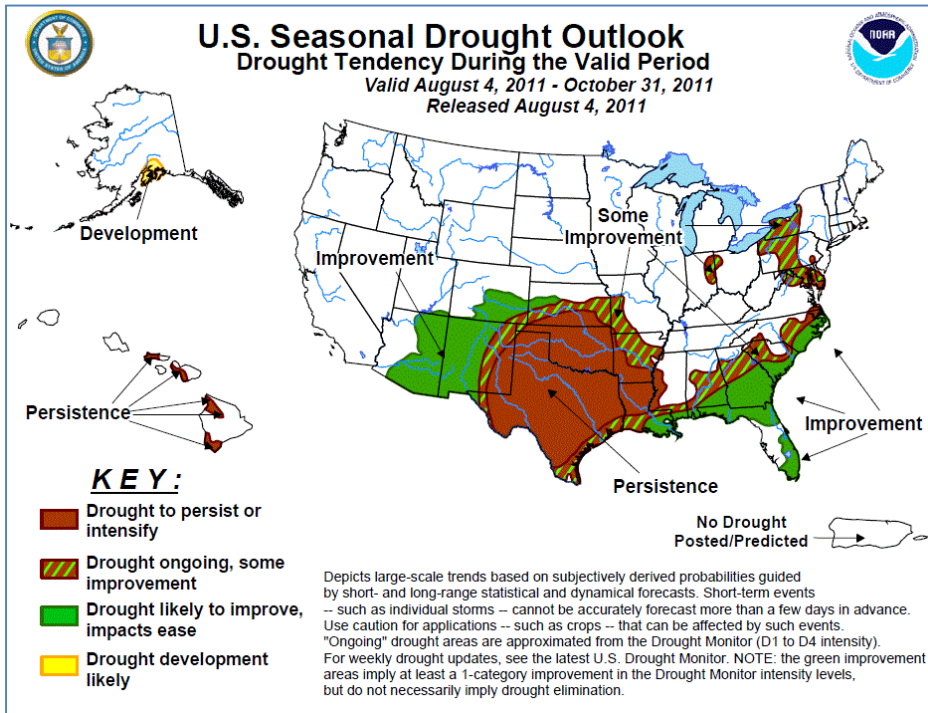 U.S. Seasonal Drought Outlook
Drought Tendency During the Valid Period
Valid August 4, 2011 - October 31, 2011
Released August 4, 2011
NOAA
Development
Improvement
Some
Improvement
Persistence
Improvement
Persistence
No Drought
Posted/Predicted
KEY:
Drought to persist or
intensify
Drought ongoing, some
improvement
Drought likely to improve,
impacts ease
Drought development
likely
Depicts large-scale trends based on subjectively derived probabilities guided
by short- and long-range statistical and dynamical forecasts. Short-term events
-- such as individual storms -- cannot be accurately forecast more than a few days in advance.
Use caution for applications -- such as crops -- that can be affected by such events.
"Ongoing" drought areas are approximated from the Drought Monitor (D1 to D4 intensity).
For weekly drought updates, see the latest U.S. Drought Monitor. NOTE: the green improvement
areas imply at least a 1-category improvement in the Drought Monitor intensity levels,
but do not necessarily imply drought elimination.